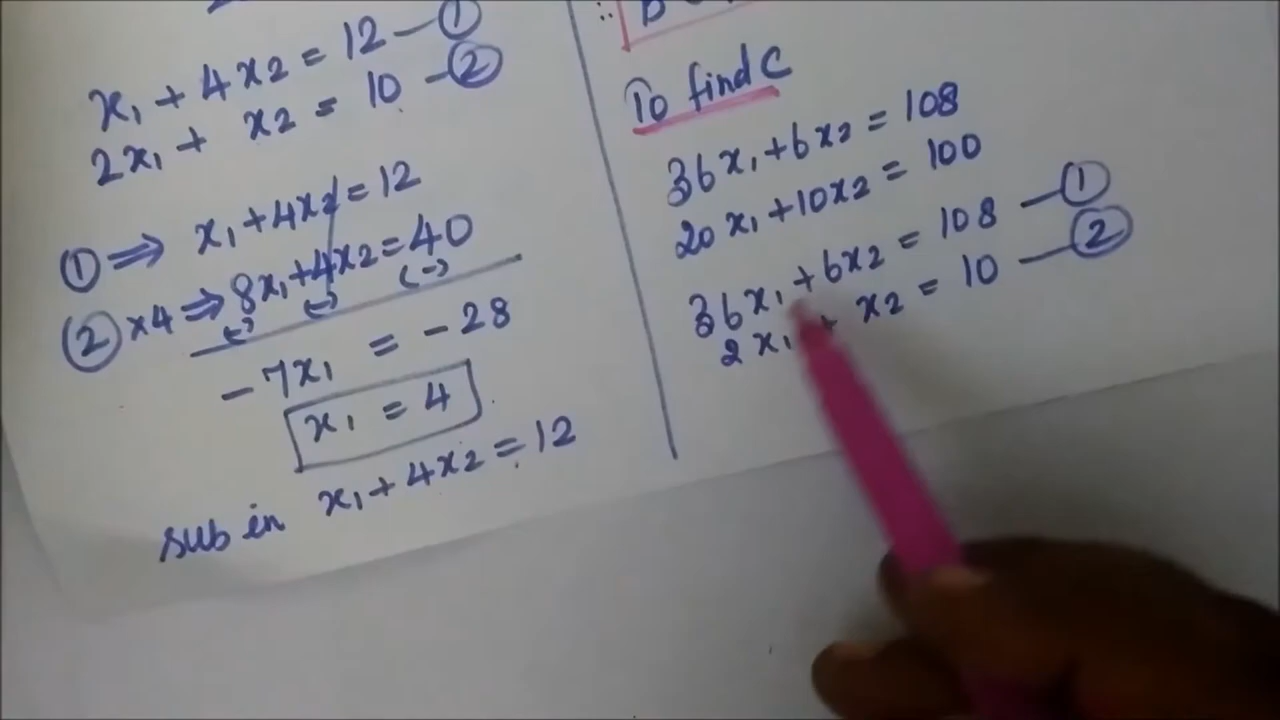 x₁ + 4x2 = 12 — ①
2x₁ + x2 = 10 — ②
① ⇒ x₁ + 4x2 = 12
② x4 ⇒ 8x₁ + 4x2 = 40
(-) (-) (-)
-7x₁ = -28
x₁ = 4
sub in x₁ + 4x2 = 12
∴
To find C
36x₁ + 6x2 = 108
20x₁ + 10x2 = 100
36x₁ + 6x2 = 108 — ①
2x₁ + x2 = 10 — ②